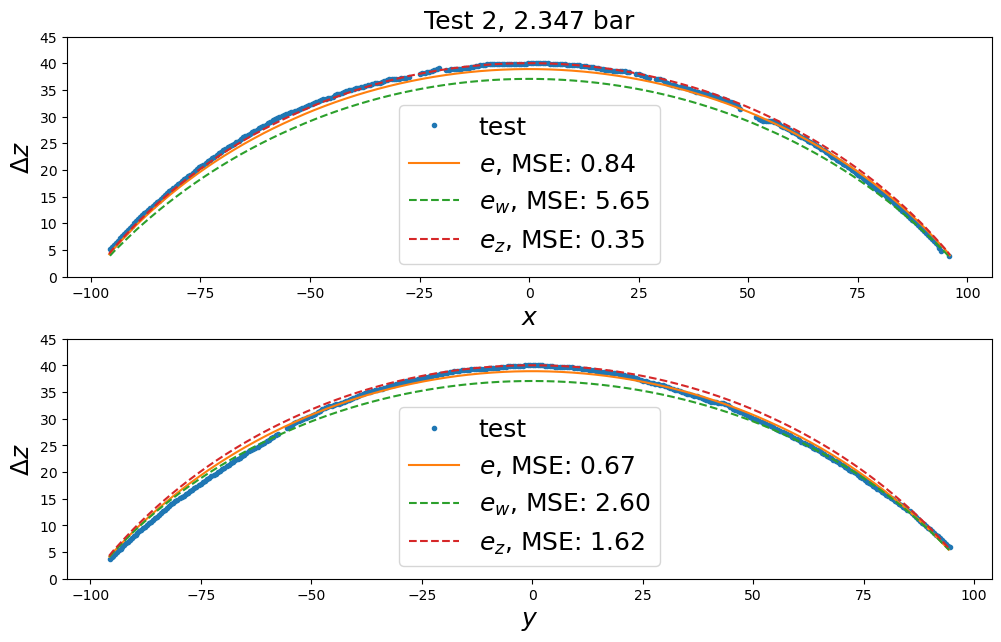 Test 2, 2.347 bar
45
40
35
30
25
20
15
10
5
0
Δz
test
e, MSE: 0.84
e_w, MSE: 5.65
e_z, MSE: 0.35
−100 −75 −50 −25 0 25 50 75 100
x
45
40
35
30
25
20
15
10
5
0
Δz
test
e, MSE: 0.67
e_w, MSE: 2.60
e_z, MSE: 1.62
−100 −75 −50 −25 0 25 50 75 100
y